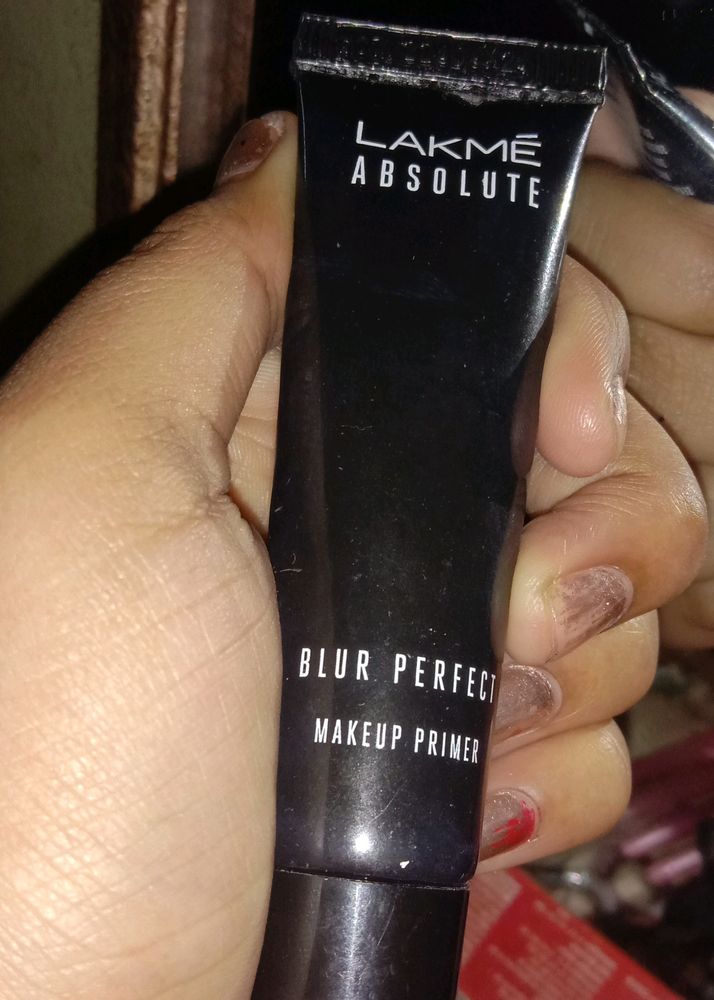 LAKMÉ
ABSOLUTE
BLUR PERFECT
MAKEUP PRIMER